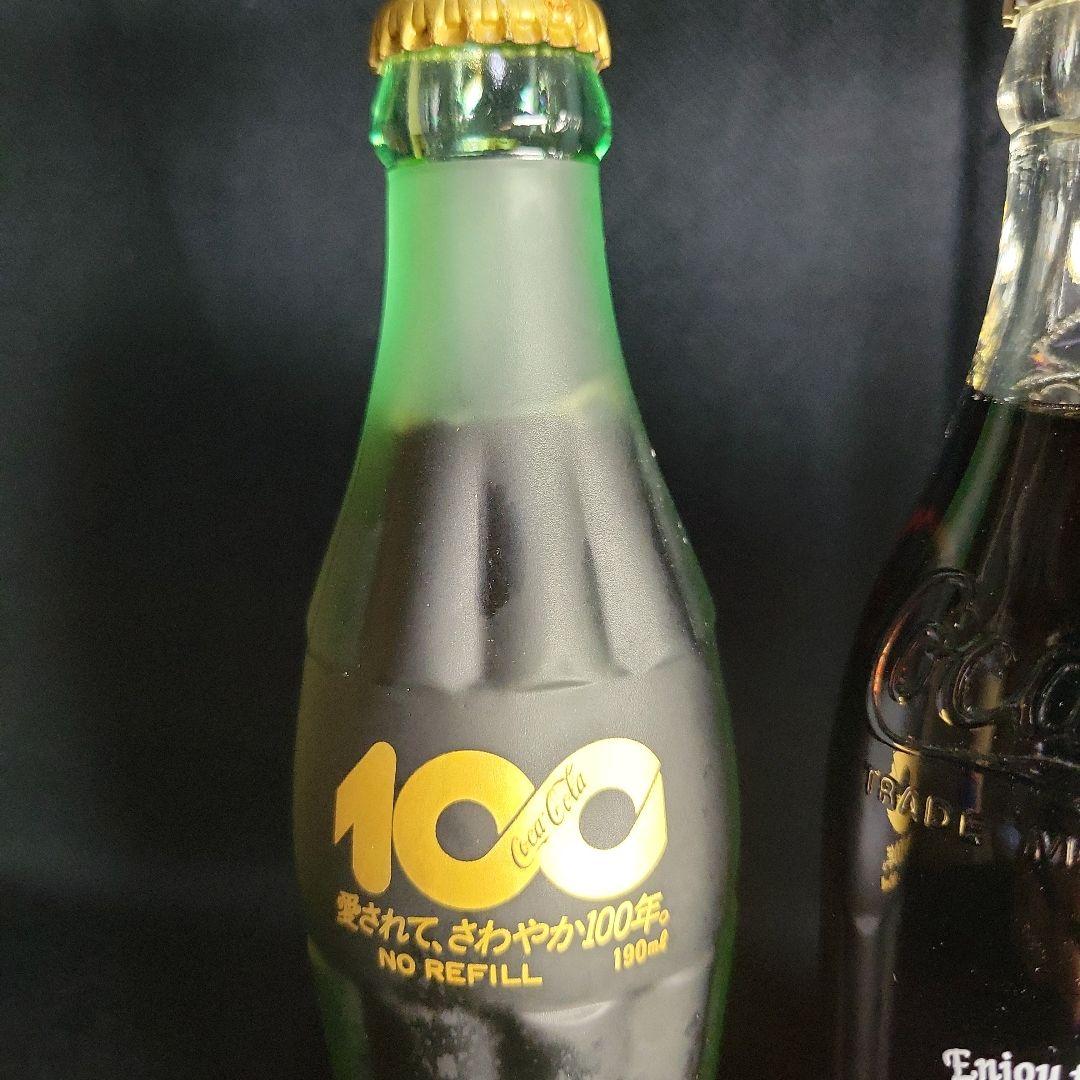 100
Coca-Cola
愛されて、さわやか100年。
190ml
NO REFILL
TRADE
Enjoy